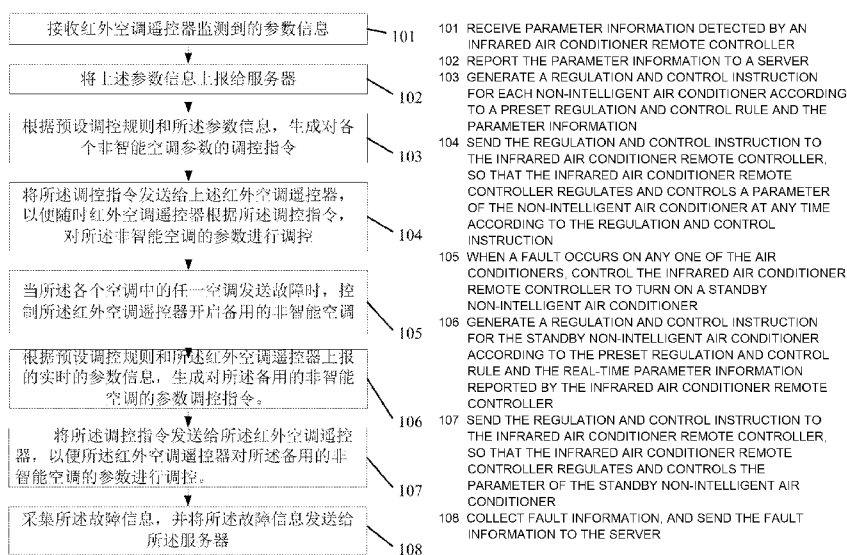 接收红外空调遥控器监测到的参数信息
101
将上述参数信息上报给服务器
102
根据预设调控规则和所述参数信息，生成对各
个非智能空调参数的调控指令
103
将所述调控指令发送给上述红外空调遥控器，
以便随时红外空调遥控器根据所述调控指令，
对所述非智能空调的参数进行调控
104
当所述各个空调中的任一空调发送故障时，控
制所述红外空调遥控器开启备用的非智能空调
105
根据预设调控规则和所述红外空调遥控器上报
的实时的参数信息，生成对所述备用的非智能
空调的参数调控指令。
106
将所述调控指令发送给所述红外空调遥控
器，以便所述红外空调遥控器对所述备用的非
智能空调的参数进行调控。
107
采集所述故障信息，并将所述故障信息发送给
所述服务器
108
101 RECEIVE PARAMETER INFORMATION DETECTED BY AN
INFRARED AIR CONDITIONER REMOTE CONTROLLER
102 REPORT THE PARAMETER INFORMATION TO A SERVER
103 GENERATE A REGULATION AND CONTROL INSTRUCTION
FOR EACH NON-INTELLIGENT AIR CONDITIONER ACCORDING
TO A PRESET REGULATION AND CONTROL RULE AND THE
PARAMETER INFORMATION
104 SEND THE REGULATION AND CONTROL INSTRUCTION TO
THE INFRARED AIR CONDITIONER REMOTE CONTROLLER,
SO THAT THE INFRARED AIR CONDITIONER REMOTE
CONTROLLER REGULATES AND CONTROLS A PARAMETER
OF THE NON-INTELLIGENT AIR CONDITIONER AT ANY TIME
ACCORDING TO THE REGULATION AND CONTROL
INSTRUCTION
105 WHEN A FAULT OCCURS ON ANY ONE OF THE AIR
CONDITIONERS, CONTROL THE INFRARED AIR CONDITIONER
REMOTE CONTROLLER TO TURN ON A STANDBY
NON-INTELLIGENT AIR CONDITIONER
106 GENERATE A REGULATION AND CONTROL INSTRUCTION
FOR THE STANDBY NON-INTELLIGENT AIR CONDITIONER
ACCORDING TO THE PRESET REGULATION AND CONTROL
RULE AND THE REAL-TIME PARAMETER INFORMATION
REPORTED BY THE INFRARED AIR CONDITIONER REMOTE
CONTROLLER
107 SEND THE REGULATION AND CONTROL INSTRUCTION TO
THE INFRARED AIR CONDITIONER REMOTE CONTROLLER,
SO THAT THE INFRARED AIR CONDITIONER REMOTE
CONTROLLER REGULATES AND CONTROLS THE
PARAMETER OF THE STANDBY NON-INTELLIGENT AIR
CONDITIONER
108 COLLECT FAULT INFORMATION, AND SEND THE FAULT
INFORMATION TO THE SERVER